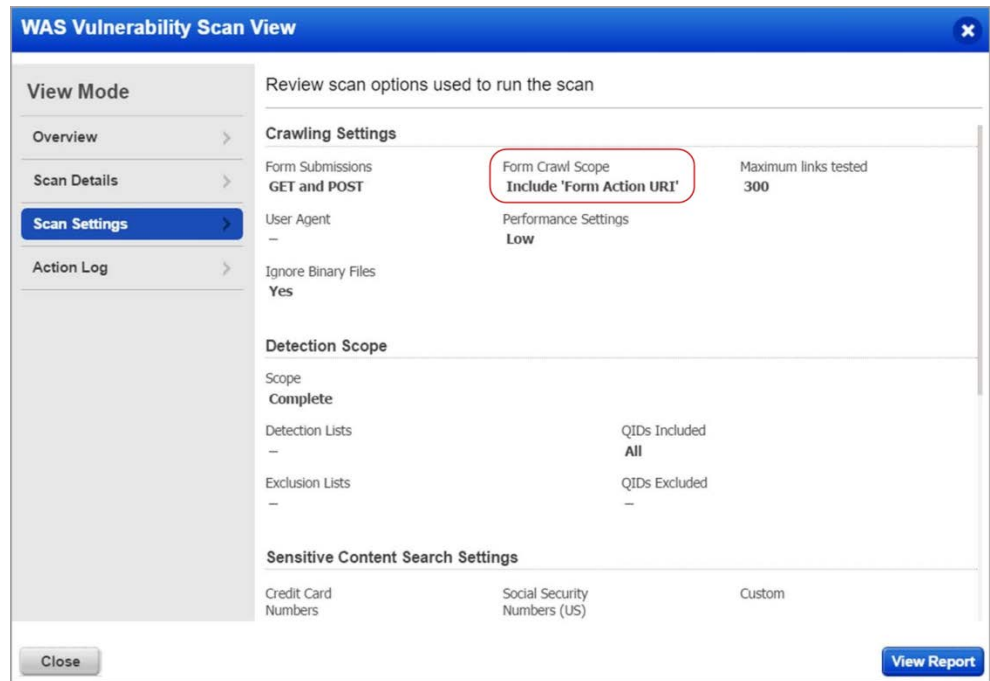 WAS Vulnerability Scan View
View Mode
Overview
Scan Details
Scan Settings
Action Log
Review scan options used to run the scan
Crawling Settings
Form Submissions
GET and POST
Form Crawl Scope
Include 'Form Action URI'
Maximum links tested
300
User Agent
–
Performance Settings
Low
Ignore Binary Files
Yes
Detection Scope
Scope
Complete
Detection Lists
–
QIDs Included
All
Exclusion Lists
–
QIDs Excluded
–
Sensitive Content Search Settings
Credit Card
Numbers
Social Security
Numbers (US)
Custom
Close
View Report